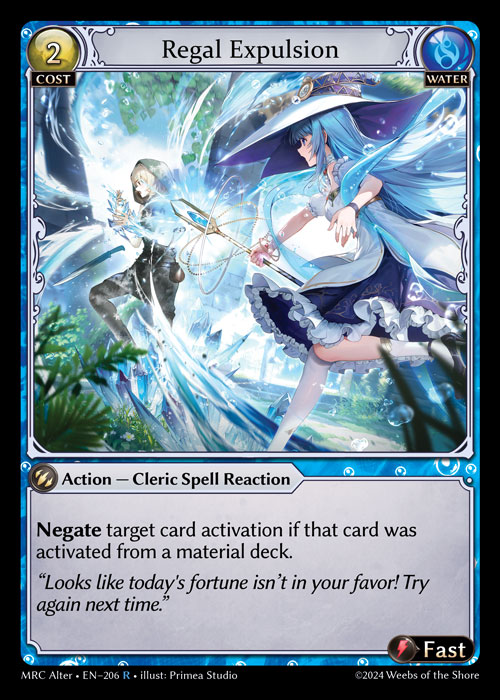 2
Regal Expulsion
COST
WATER
Action — Cleric Spell Reaction
Negate target card activation if that card was
activated from a material deck.
“Looks like today's fortune isn’t in your favor! Try
again next time.”
Fast
MRC Alter • EN–206 R • illust: Primea Studio
©2024 Weebs of the Shore